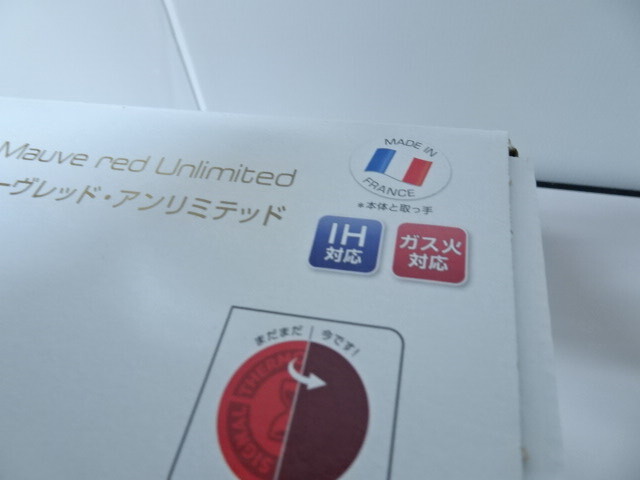 Mauve red Unlimited
ーヴレッド・アンリミテッド
MADE IN
FRANCE
*本体と取っ手
IH
対応
ガス火
対応
まだまだ 今です!
THERMO
SIGNAL